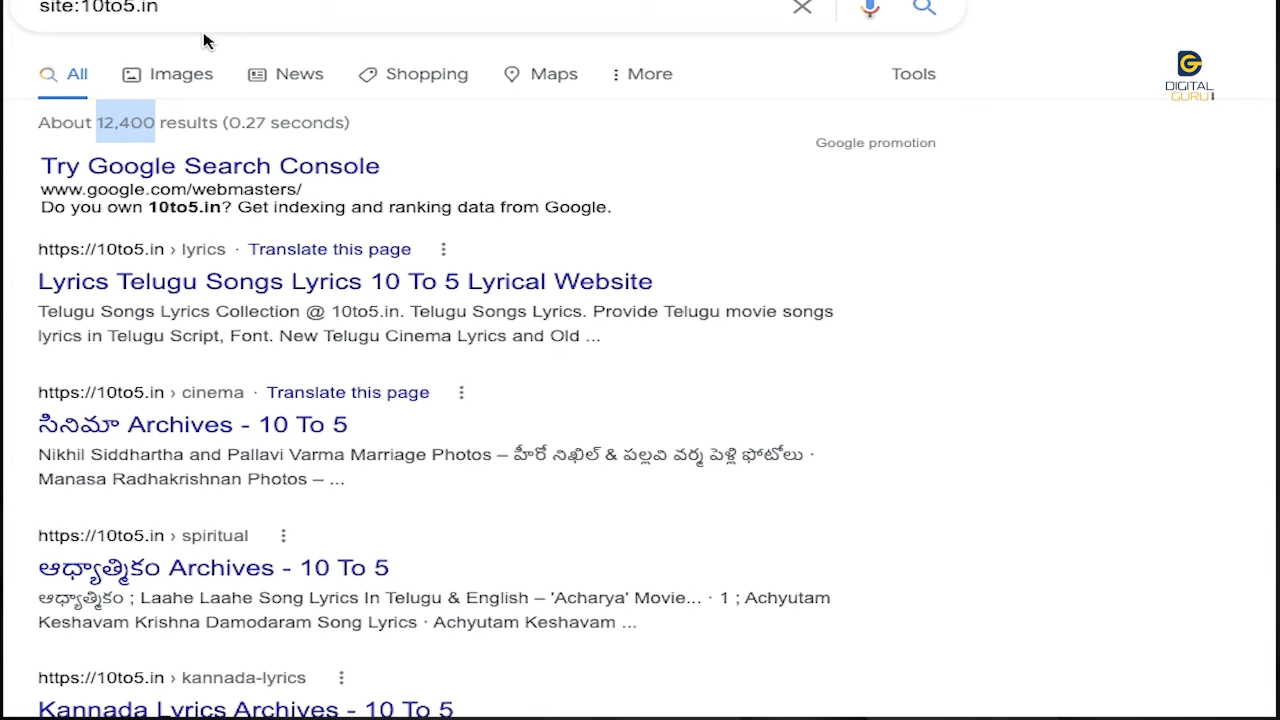 site:10to5.in
All Images News Shopping Maps More Tools
DIGITAL
GURU
About 12,400 results (0.27 seconds)
Google promotion
Try Google Search Console
www.google.com/webmasters/
Do you own 10to5.in? Get indexing and ranking data from Google.
https://10to5.in › lyrics · Translate this page
Lyrics Telugu Songs Lyrics 10 To 5 Lyrical Website
Telugu Songs Lyrics Collection @ 10to5.in. Telugu Songs Lyrics. Provide Telugu movie songs
lyrics in Telugu Script, Font. New Telugu Cinema Lyrics and Old ...
https://10to5.in › cinema · Translate this page
సినిమా Archives - 10 To 5
Nikhil Siddhartha and Pallavi Varma Marriage Photos – హీరో నిఖిల్ & పల్లవి వర్మ పెళ్లి ఫోటోలు ·
Manasa Radhakrishnan Photos – ...
https://10to5.in › spiritual
ఆధ్యాత్మికం Archives - 10 To 5
ఆధ్యాత్మికం ; Laahe Laahe Song Lyrics In Telugu & English – 'Acharya' Movie... · 1 ; Achyutam
Keshavam Krishna Damodaram Song Lyrics · Achyutam Keshavam ...
https://10to5.in › kannada-lyrics
Kannada Lyrics Archives - 10 To 5